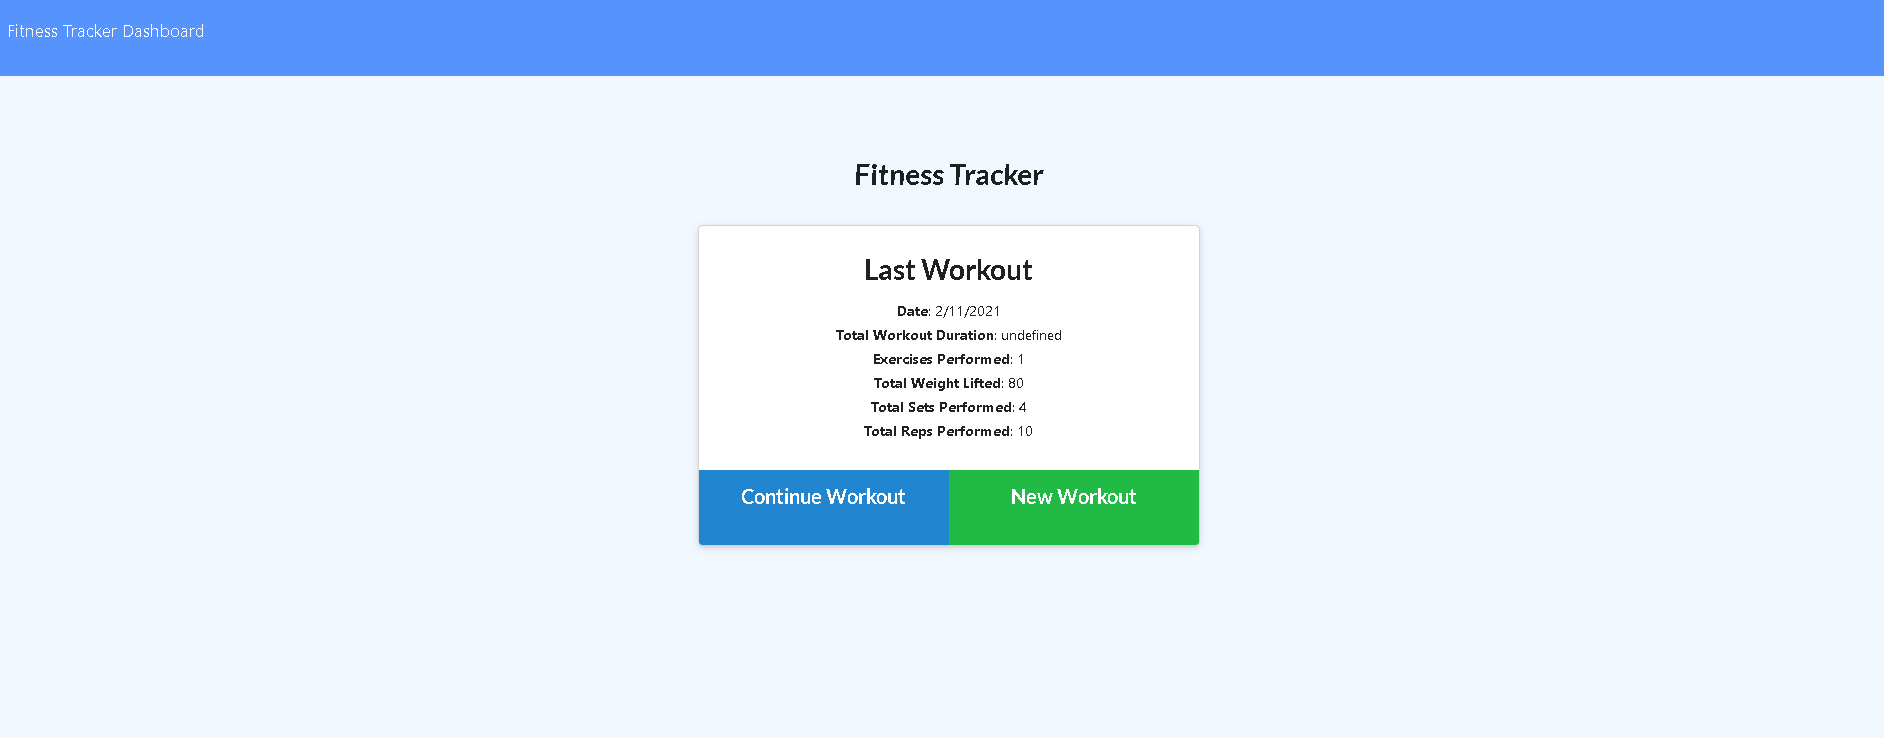 Fitness Tracker Dashboard
Fitness Tracker
Last Workout
Date: 2/11/2021
Total Workout Duration: undefined
Exercises Performed: 1
Total Weight Lifted: 80
Total Sets Performed: 4
Total Reps Performed: 10
Continue Workout
New Workout